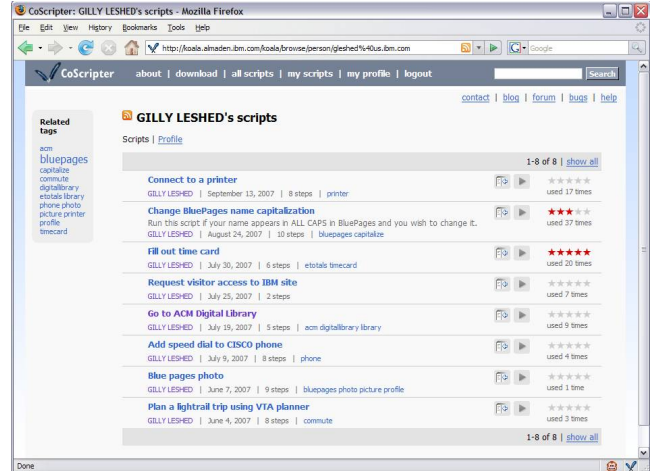 CoScripter: GILLY LESHED's scripts - Mozilla Firefox
File Edit View History Bookmarks Tools Help
http://koala.almaden.ibm.com/koala/browse/person/gleshed%40us.ibm.com
Google
CoScripter about | download | all scripts | my scripts | my profile | logout Search
contact | blog | forum | bugs | help
Related tags
acm
bluepages
capitalize
commute
digitallibrary
etotals library
phone photo
picture printer
profile
timecard
GILLY LESHED's scripts
Scripts | Profile
1-8 of 8 | show all
Connect to a printer
GILLY LESHED | September 13, 2007 | 8 steps | printer
used 17 times
Change BluePages name capitalization
Run this script if your name appears in ALL CAPS in BluePages and you wish to change it.
GILLY LESHED | August 24, 2007 | 10 steps | bluepages capitalize
used 37 times
Fill out time card
GILLY LESHED | July 30, 2007 | 6 steps | etotals timecard
used 20 times
Request visitor access to IBM site
GILLY LESHED | July 25, 2007 | 2 steps
used 7 times
Go to ACM Digital Library
GILLY LESHED | July 19, 2007 | 5 steps | acm digitallibrary library
used 9 times
Add speed dial to CISCO phone
GILLY LESHED | July 9, 2007 | 8 steps | phone
used 4 times
Blue pages photo
GILLY LESHED | June 7, 2007 | 9 steps | bluepages photo picture profile
used 1 time
Plan a lightrail trip using VTA planner
GILLY LESHED | June 4, 2007 | 8 steps | commute
used 3 times
1-8 of 8 | show all
Done